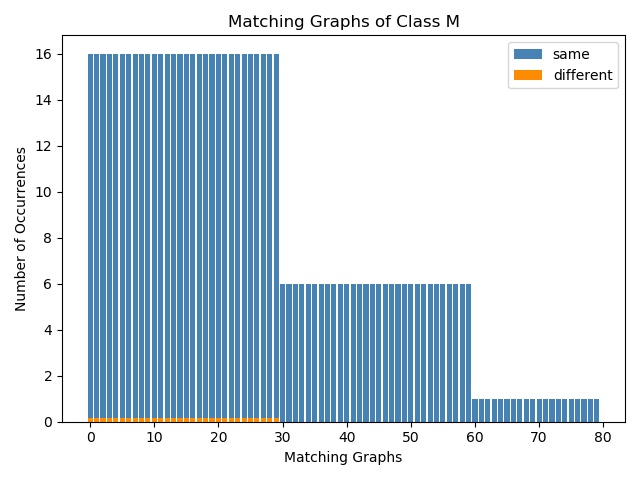 Matching Graphs of Class M
same
different
16
14
12
10
8
6
4
2
0
Number of Occurrences
0 10 20 30 40 50 60 70 80
Matching Graphs